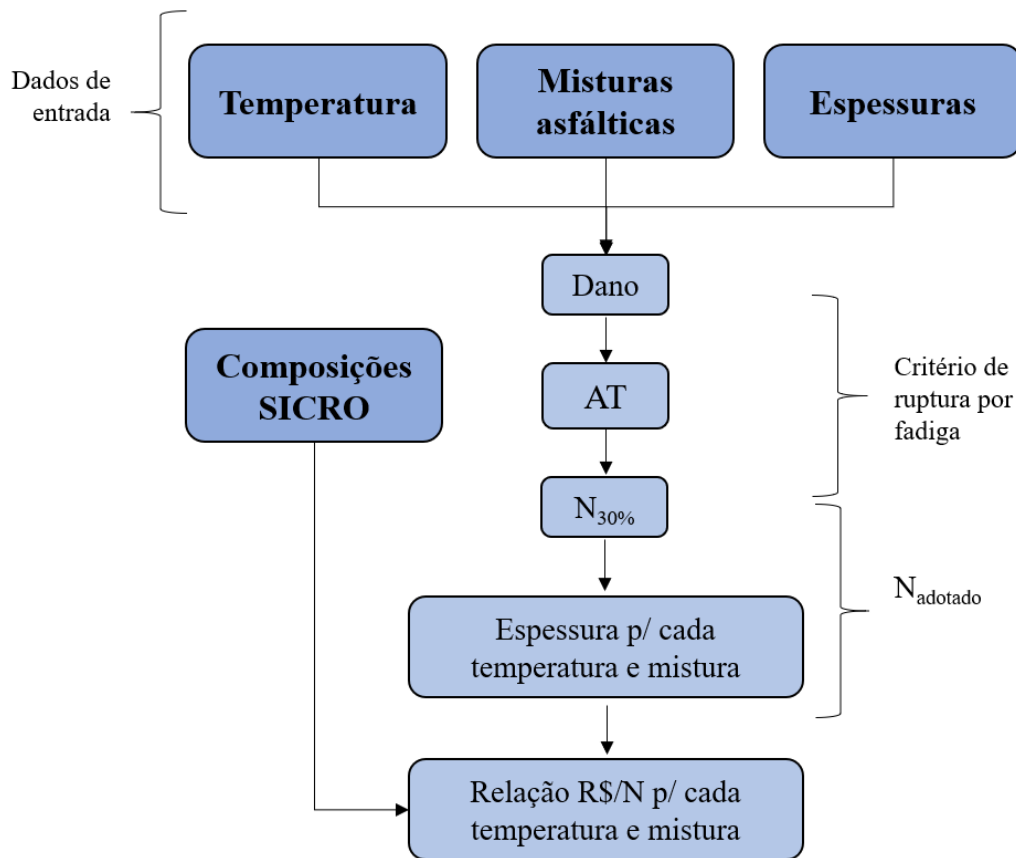 Dados de
entrada
Temperatura
Misturas
asfálticas
Espessuras
Dano
Composições
SICRO
AT
Critério de
ruptura por
fadiga
N30%
Nadotado
Espessura p/ cada
temperatura e mistura
Relação R$/N p/ cada
temperatura e mistura